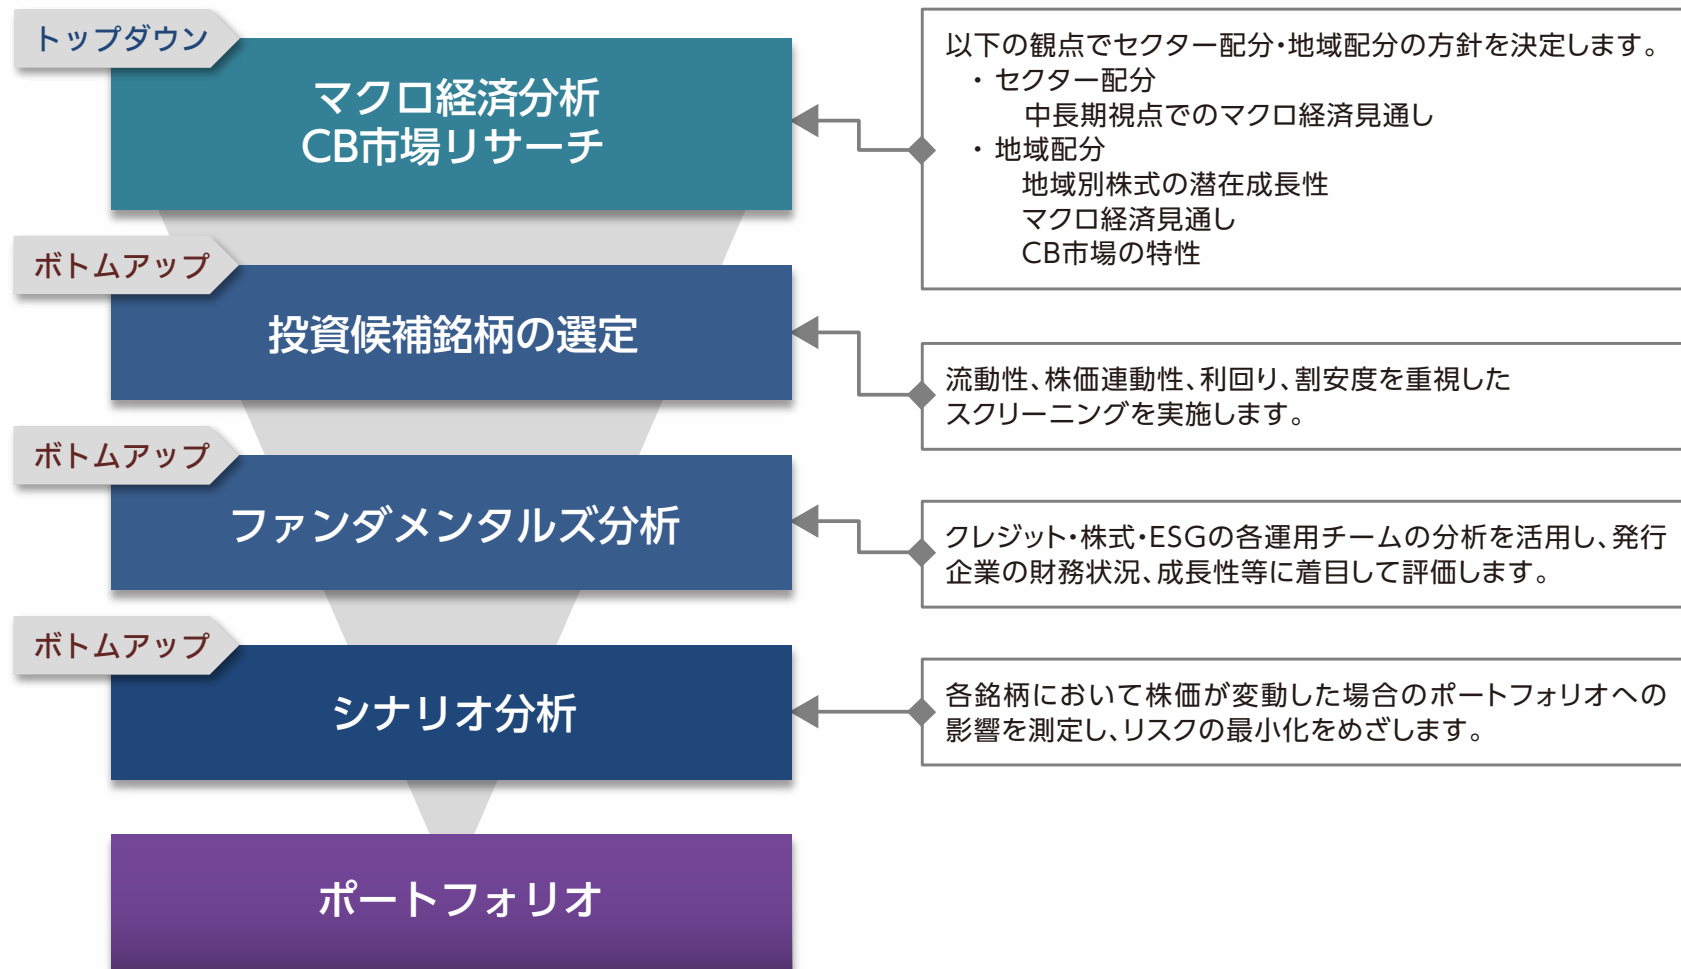 トップダウン
マクロ経済分析
CB市場リサーチ
以下の観点でセクター配分・地域配分の方針を決定します。
・ セクター配分
中長期視点でのマクロ経済見通し
・ 地域配分
地域別株式の潜在成長性
マクロ経済見通し
CB市場の特性
ボトムアップ
投資候補銘柄の選定
流動性、株価連動性、利回り、割安度を重視した
スクリーニングを実施します。
ボトムアップ
ファンダメンタルズ分析
クレジット・株式・ESGの各運用チームの分析を活用し、発行
企業の財務状況、成長性等に着目して評価します。
ボトムアップ
シナリオ分析
各銘柄において株価が変動した場合のポートフォリオへの
影響を測定し、リスクの最小化をめざします。
ポートフォリオ